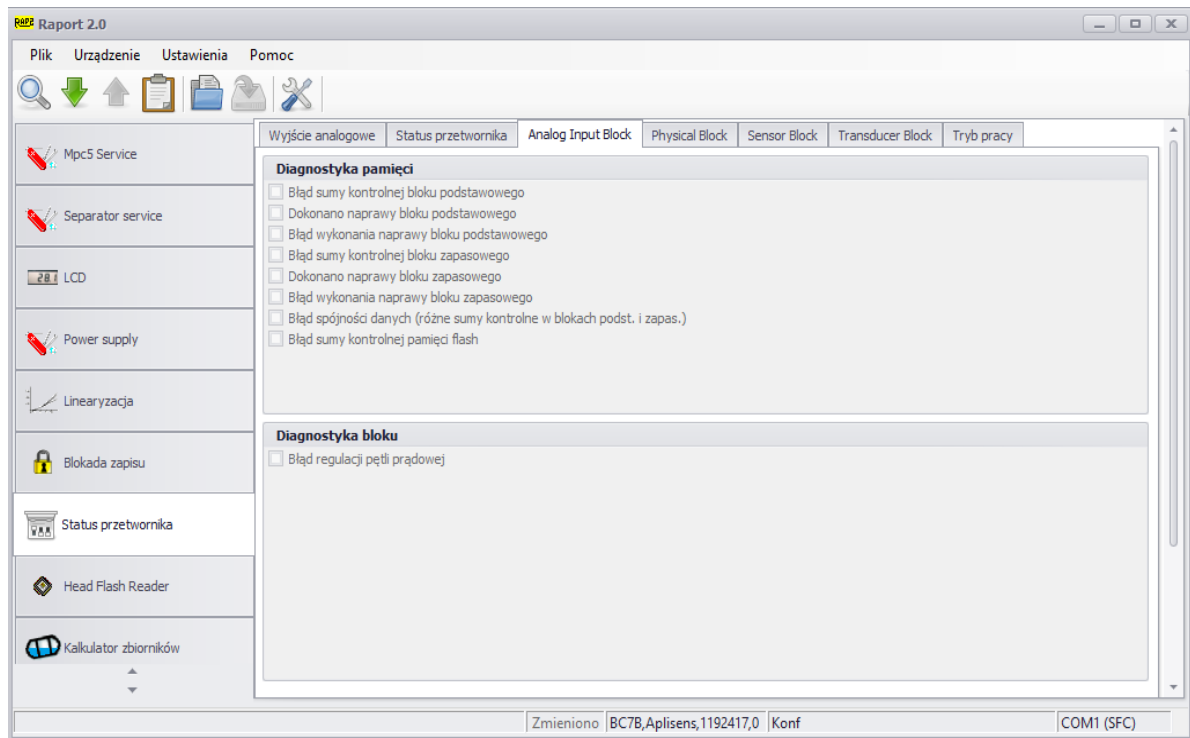 RAP2 Raport 2.0
Plik Urządzenie Ustawienia Pomoc
Wyjście analogowe Status przetwornika Analog Input Block Physical Block Sensor Block Transducer Block Tryb pracy
Mpc5 Service
Separator service
LCD
Power supply
Linearyzacja
Blokada zapisu
Status przetwornika
Head Flash Reader
Kalkulator zbiorników
Diagnostyka pamięci
Błąd sumy kontrolnej bloku podstawowego
Dokonano naprawy bloku podstawowego
Błąd wykonania naprawy bloku podstawowego
Błąd sumy kontrolnej bloku zapasowego
Dokonano naprawy bloku zapasowego
Błąd wykonania naprawy bloku zapasowego
Błąd spójności danych (różne sumy kontrolne w blokach podst. i zapas.)
Błąd sumy kontrolnej pamięci flash
Diagnostyka bloku
Błąd regulacji pętli prądowej
Zmieniono BC7B,Aplisens,1192417,0 Konf COM1 (SFC)